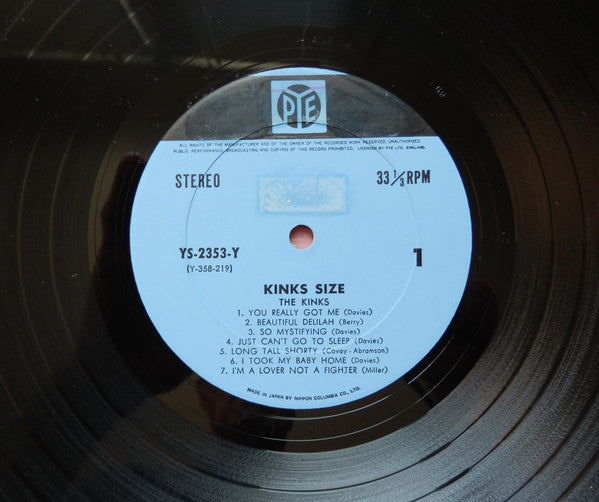 PYE
ALL RIGHTS OF THE MANUFACTURER AND OF THE OWNER OF THE RECORDED WORK RESERVED. UNAUTHORIZED
PUBLIC PERFORMANCE, BROADCASTING AND COPYING OF THIS RECORD PROHIBITED. LICENSED BY PYE LTD., ENGLAND.
STEREO
33 1/3 RPM
YS-2353-Y
(Y-358-219)
1
KINKS SIZE
THE KINKS
1. YOU REALLY GOT ME (Davies)
2. BEAUTIFUL DELILAH (Berry)
3. SO MYSTIFYING (Davies)
4. JUST CAN'T GO TO SLEEP (Davies)
5. LONG TALL SHORTY (Covay-Abramson)
6. I TOOK MY BABY HOME (Davies)
7. I'M A LOVER NOT A FIGHTER (Miller)
MADE IN JAPAN BY NIPPON COLUMBIA CO., LTD.